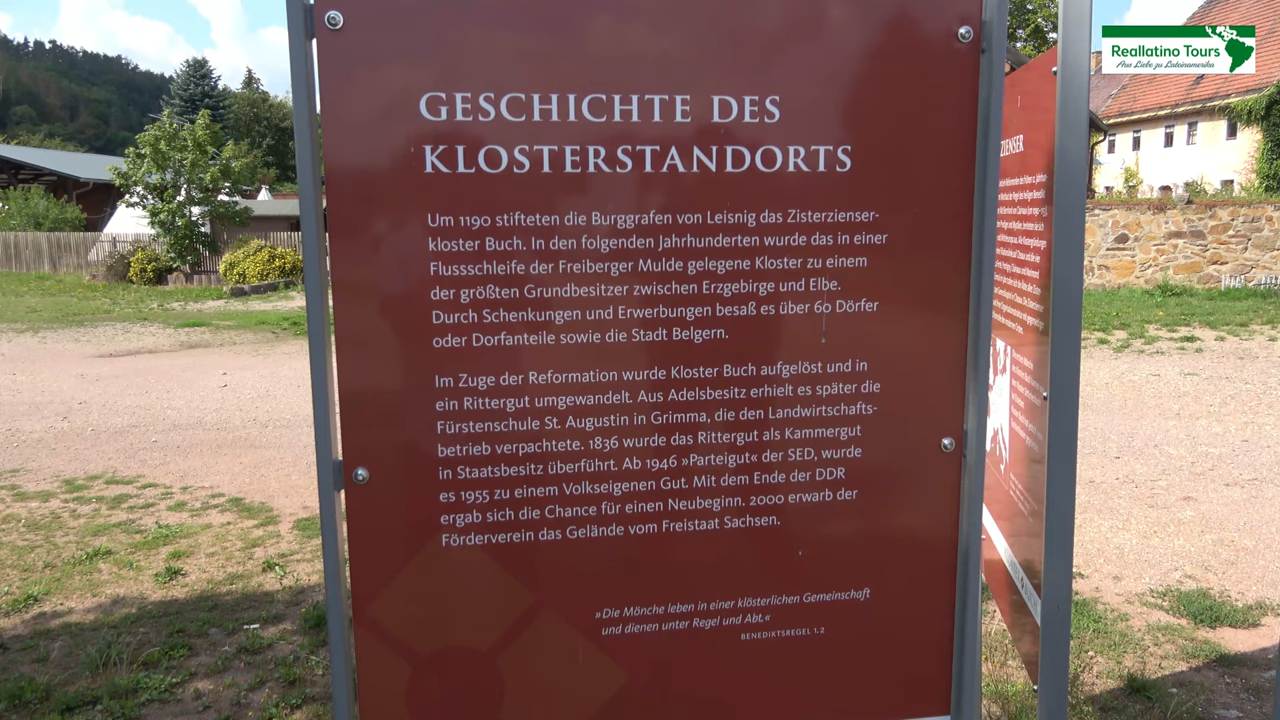 Reallatino Tours
Aus Liebe zu Lateinamerika
GESCHICHTE DES
KLOSTERSTANDORTS
Um 1190 stifteten die Burggrafen von Leisnig das Zisterzienser-
kloster Buch. In den folgenden Jahrhunderten wurde das in einer
Flussschleife der Freiberger Mulde gelegene Kloster zu einem
der größten Grundbesitzer zwischen Erzgebirge und Elbe.
Durch Schenkungen und Erwerbungen besaß es über 60 Dörfer
oder Dorfanteile sowie die Stadt Belgern.
Im Zuge der Reformation wurde Kloster Buch aufgelöst und in
ein Rittergut umgewandelt. Aus Adelsbesitz erhielt es später die
Fürstenschule St. Augustin in Grimma, die den Landwirtschafts-
betrieb verpachtete. 1836 wurde das Rittergut als Kammergut
in Staatsbesitz überführt. Ab 1946 »Parteigut« der SED, wurde
es 1955 zu einem Volkseigenen Gut. Mit dem Ende der DDR
ergab sich die Chance für einen Neubeginn. 2000 erwarb der
Förderverein das Gelände vom Freistaat Sachsen.
»Die Mönche leben in einer klösterlichen Gemeinschaft
und dienen unter Regel und Abt.«
BENEDIKTSREGEL 1,2
ZIENSER